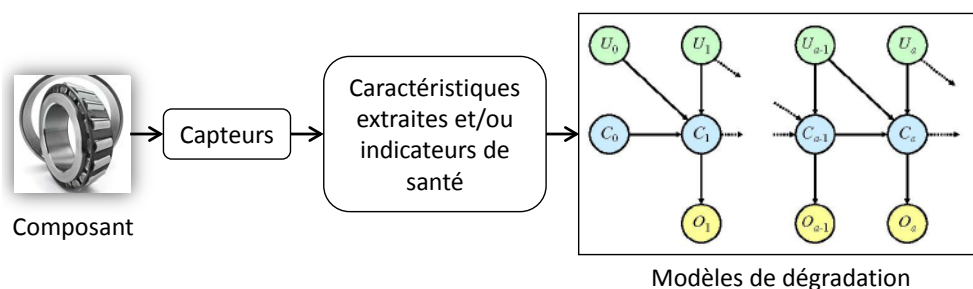 Composant
Capteurs
Caractéristiques
extraites et/ou
indicateurs de
santé
U0 U1 Ua-1 Ua
C0 C1 Ca-1 Ca
O1 Oa-1 Oa
Modèles de dégradation